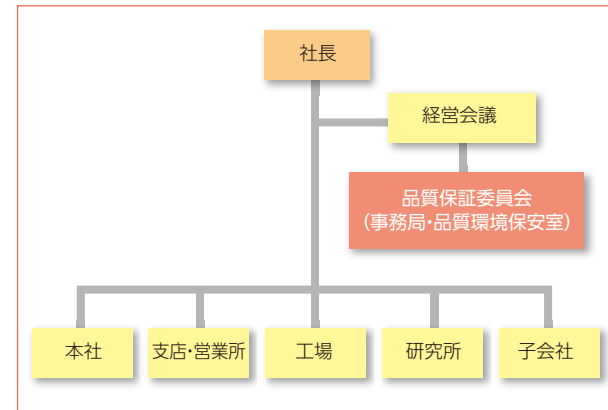 社長
経営会議
品質保証委員会
(事務局・品質環境保安室)
本社
支店・営業所
工場
研究所
子会社